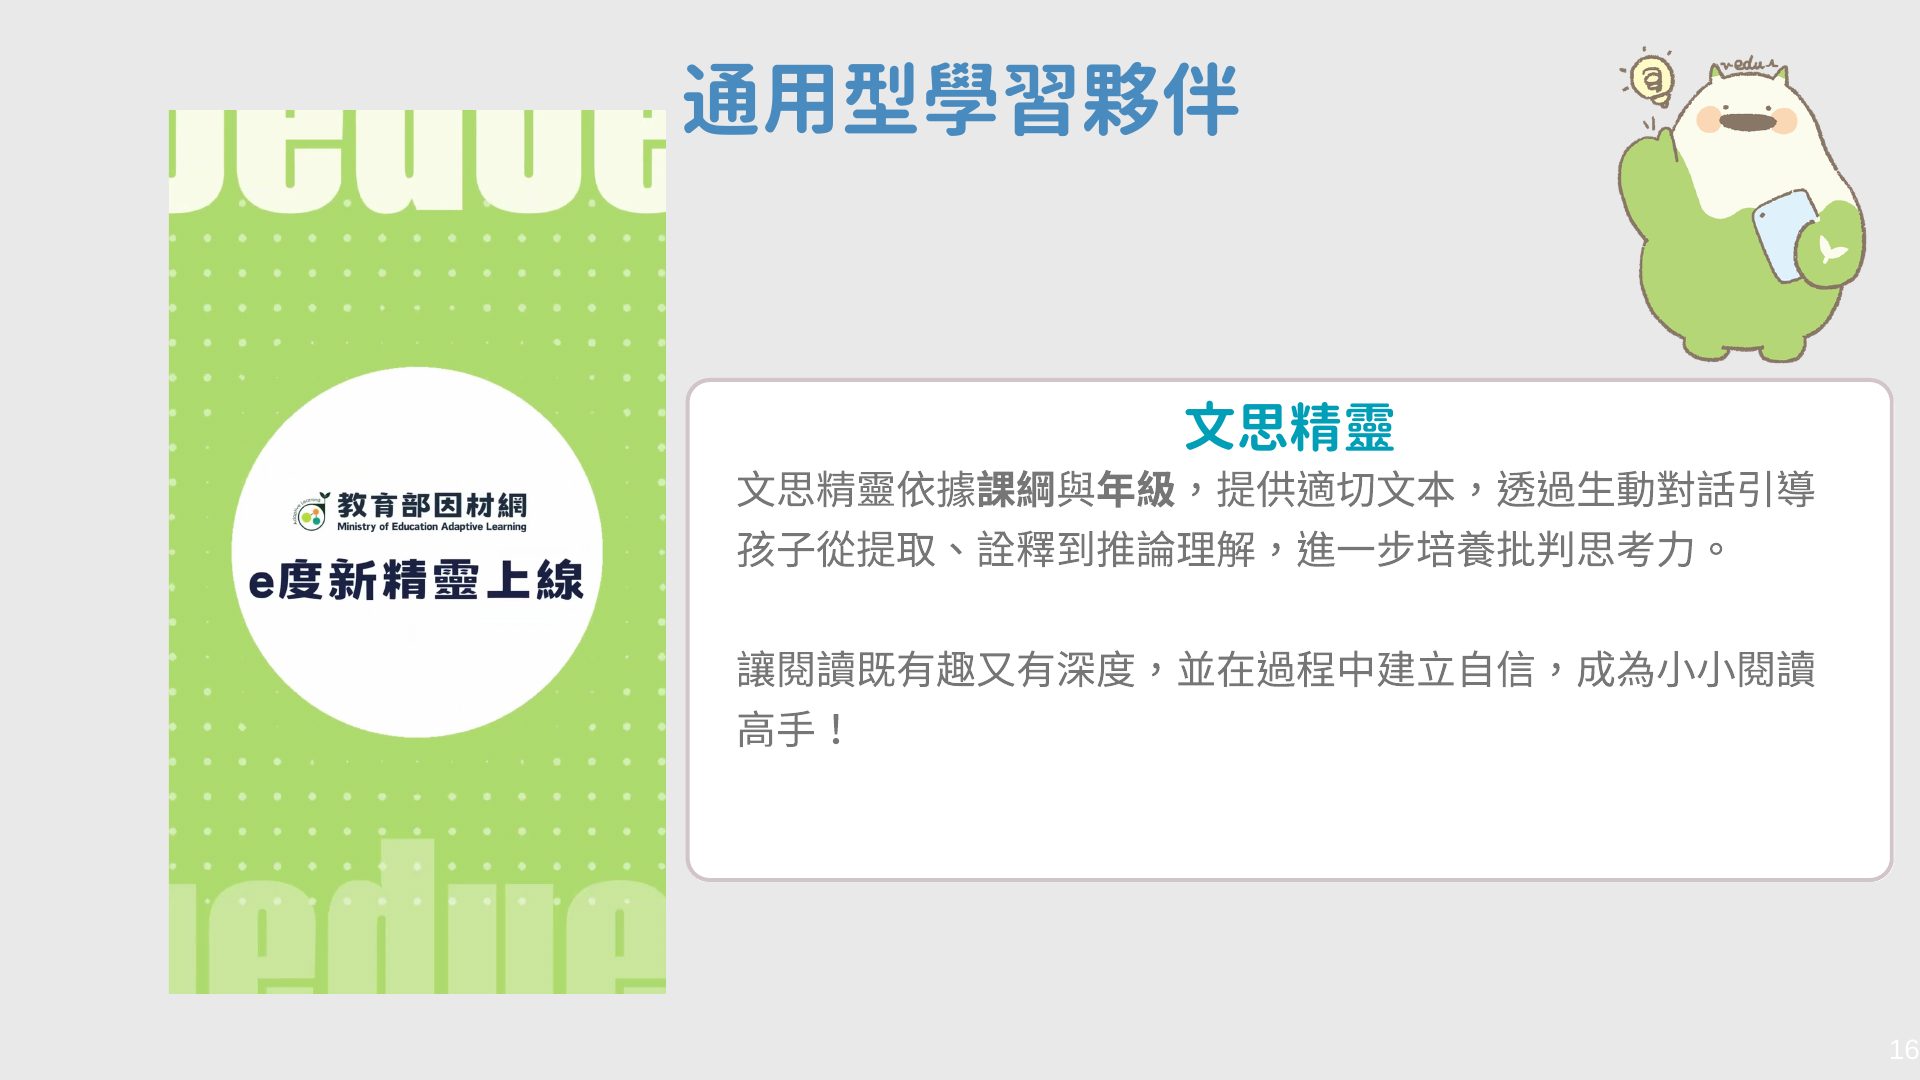 通用型學習夥伴
vedu
教育部因材網
Ministry of Education Adaptive Learning
e度新精靈上線
文思精靈
文思精靈依據課綱與年級，提供適切文本，透過生動對話引導
孩子從提取、詮釋到推論理解，進一步培養批判思考力。
讓閱讀既有趣又有深度，並在過程中建立自信，成為小小閱讀
高手！
16